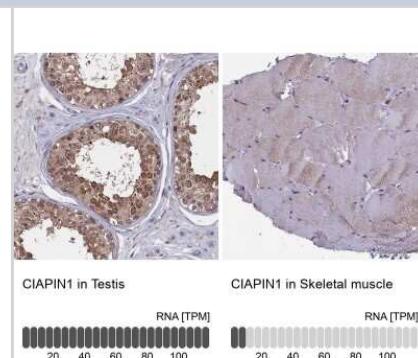 CIAPIN1 in Testis
RNA [TPM]
20 40 60 80 100
CIAPIN1 in Skeletal muscle
RNA [TPM]
20 40 60 80 100